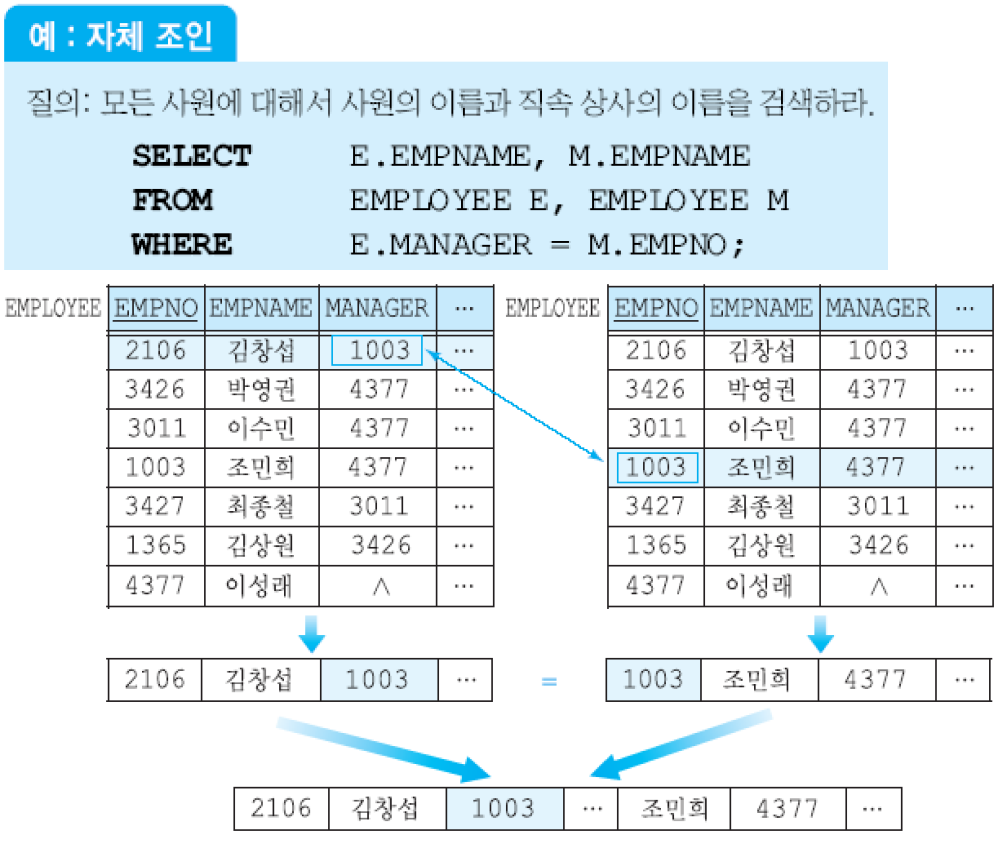 예 : 자체 조인
질의: 모든 사원에 대해서 사원의 이름과 직속 상사의 이름을 검색하라.
SELECT E.EMPNAME, M.EMPNAME
FROM EMPLOYEE E, EMPLOYEE M
WHERE E.MANAGER = M.EMPNO;
EMPLOYEE EMPNO EMPNAME MANAGER … EMPLOYEE EMPNO EMPNAME MANAGER …
2106 김창섭 1003 … 2106 김창섭 1003 …
3426 박영권 4377 … 3426 박영권 4377 …
3011 이수민 4377 … 3011 이수민 4377 …
1003 조민희 4377 … 1003 조민희 4377 …
3427 최종철 3011 … 3427 최종철 3011 …
1365 김상원 3426 … 1365 김상원 3426 …
4377 이성래 ∧ … 4377 이성래 ∧ …
2106 김창섭 1003 … = 1003 조민희 4377 …
2106 김창섭 1003 … 조민희 4377 …